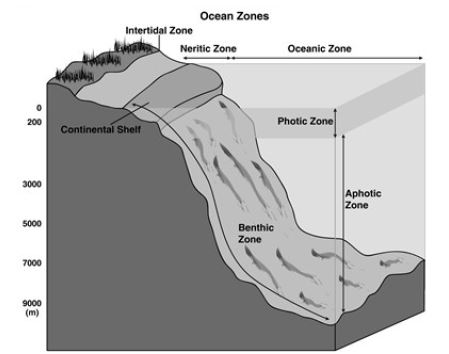 Ocean Zones
Intertidal Zone
Neritic Zone
Oceanic Zone
0
200
Continental Shelf
Photic Zone
3000
Aphotic
Zone
5000
Benthic
Zone
7000
9000
(m)